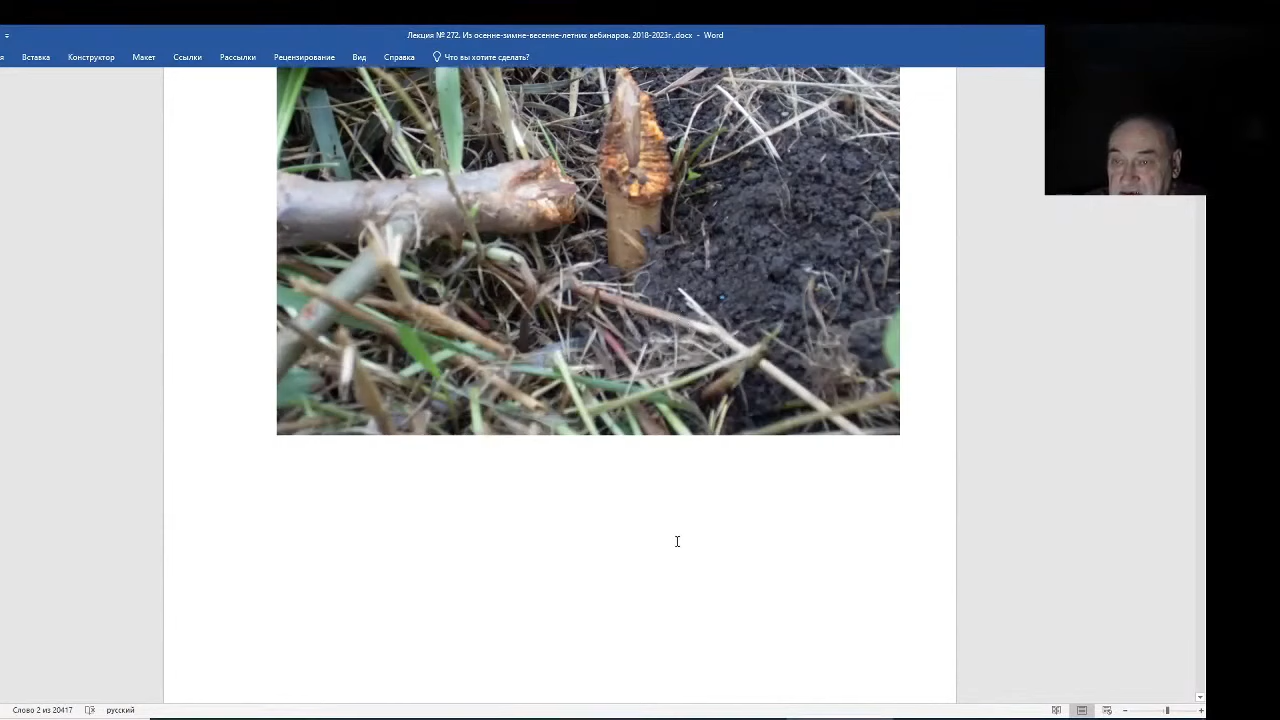 Лекция № 272. Из осенне-зимне-весенне-летних вебинаров. 2018-2023г..docx - Word
я Вставка Конструктор Макет Ссылки Рассылки Рецензирование Вид Справка Что вы хотите сделать?
Слово 2 из 20417 русский